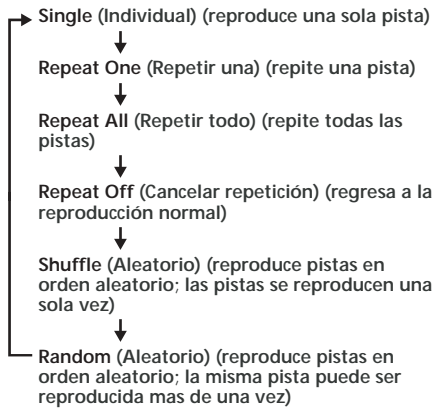 Single (Individual) (reproduce una sola pista)
Repeat One (Repetir una) (repite una pista)
Repeat All (Repetir todo) (repite todas las
pistas)
Repeat Off (Cancelar repetición) (regresa a la
reproducción normal)
Shuffle (Aleatorio) (reproduce pistas en
orden aleatorio; las pistas se reproducen una
sola vez)
Random (Aleatorio) (reproduce pistas en
orden aleatorio; la misma pista puede ser
reproducida mas de una vez)